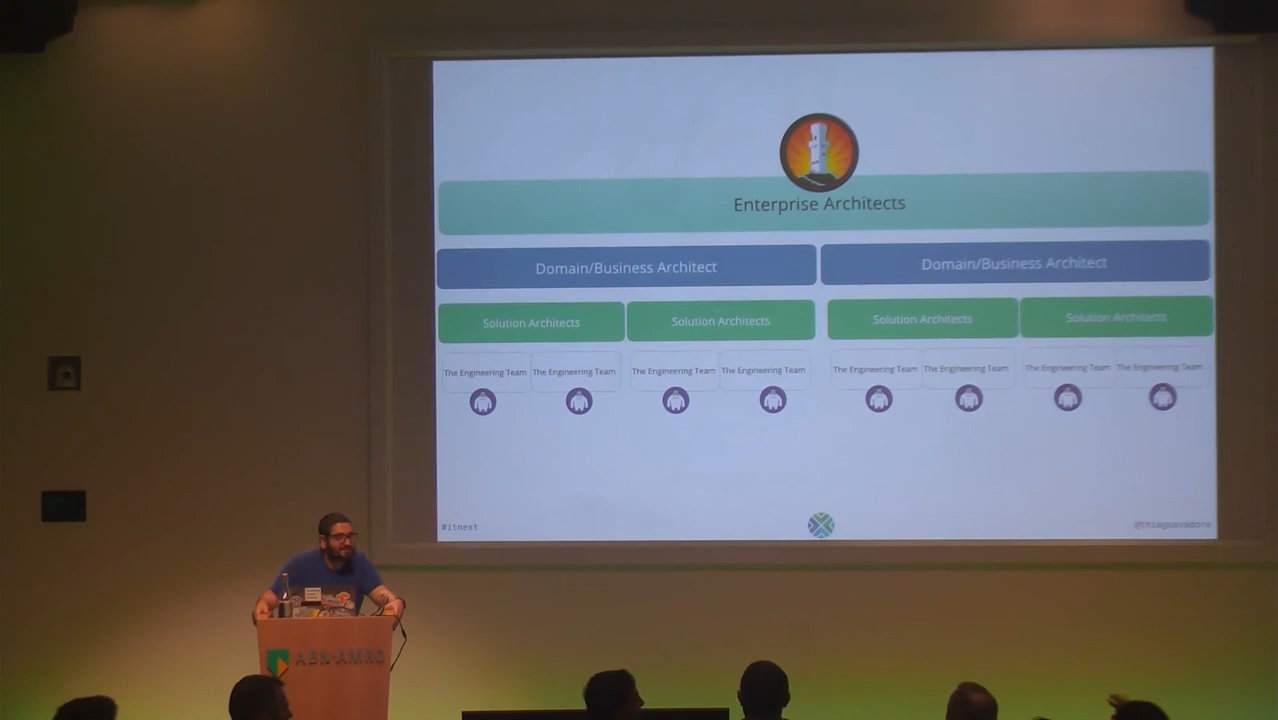 Enterprise Architects
Domain/Business Architect
Domain/Business Architect
Solution Architects
Solution Architects
Solution Architects
Solution Architects
The Engineering Team
The Engineering Team
The Engineering Team
The Engineering Team
The Engineering Team
The Engineering Team
The Engineering Team
The Engineering Team
#itnext
@thiagoavadore
ABN·AMRO